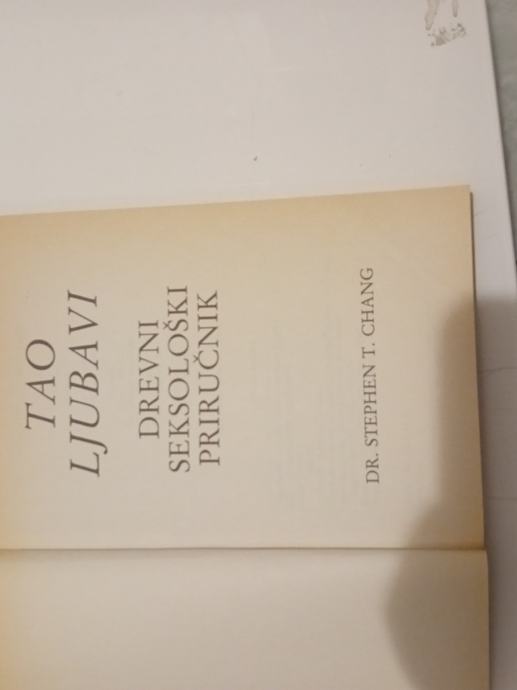 TAO
LJUBAVI
DREVNI
SEKSOLOŠKI
PRIRUČNIK
DR. STEPHEN T. CHANG